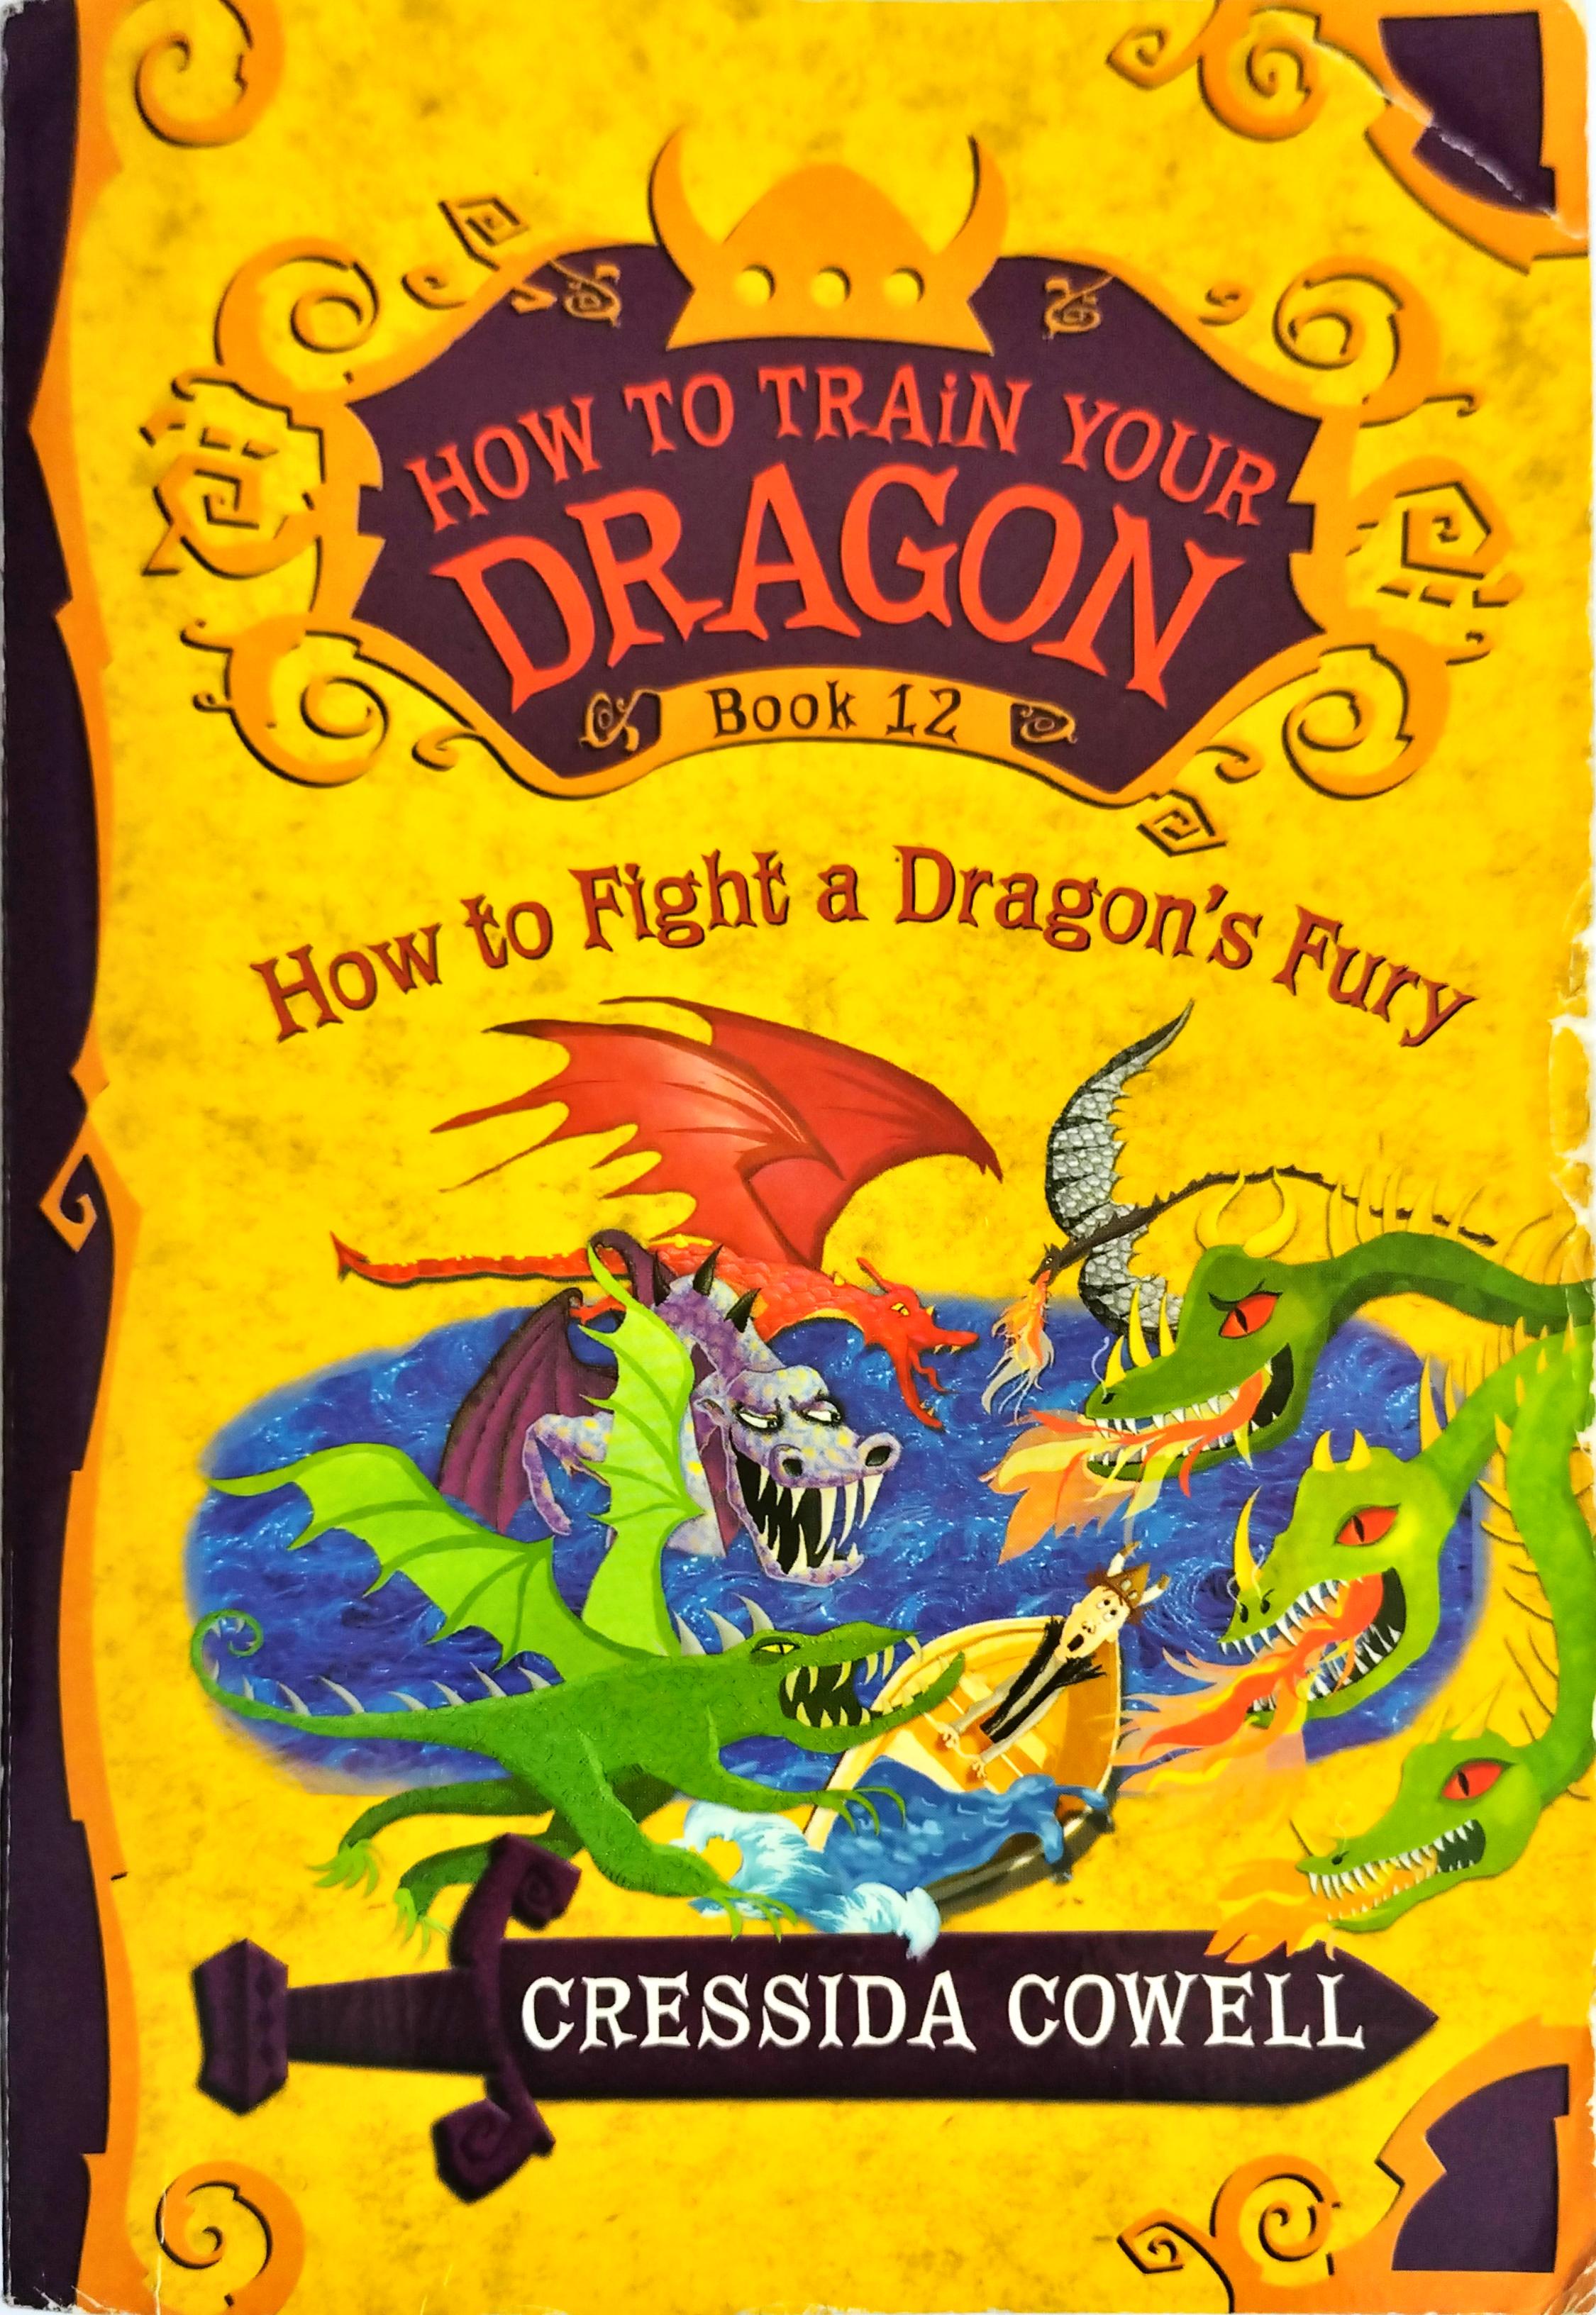 HOW TO TRAiN YOUR
DRAGON
Book 12
How to Fight a Dragon's Fury
CRESSIDA COWELL